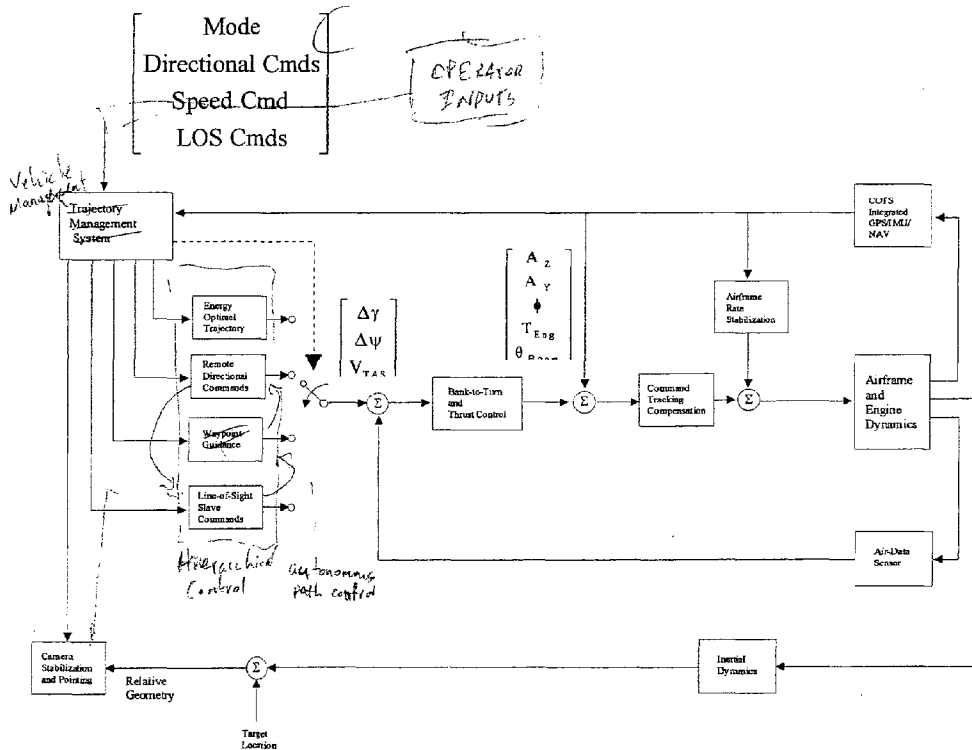 Mode
Directional Cmds
Speed Cmd
LOS Cmds
OPERATOR
INPUTS
Vehicle
Management
Trajectory
Management
System
COTS
Integrated
GPS/IMU/
NAV
Energy
Optimal
Trajectory
Remote
Directional
Commands
Waypoint
Guidance
Line-of-Sight
Slave
Commands
Hierarchical
Control
autonomous
path control
Δγ
Δψ
V TAS
Σ
Bank-to-Turn
and
Thrust Control
A Z
A Y
ϕ
T Eng
Σ
Command
Tracking
Compensation
Airframe
Rate
Stabilization
Σ
Airframe
and
Engine
Dynamics
Air-Data
Sensor
Camera
Stabilization
and Pointing
Relative
Geometry
Σ
Target
Location
Inertial
Dynamics